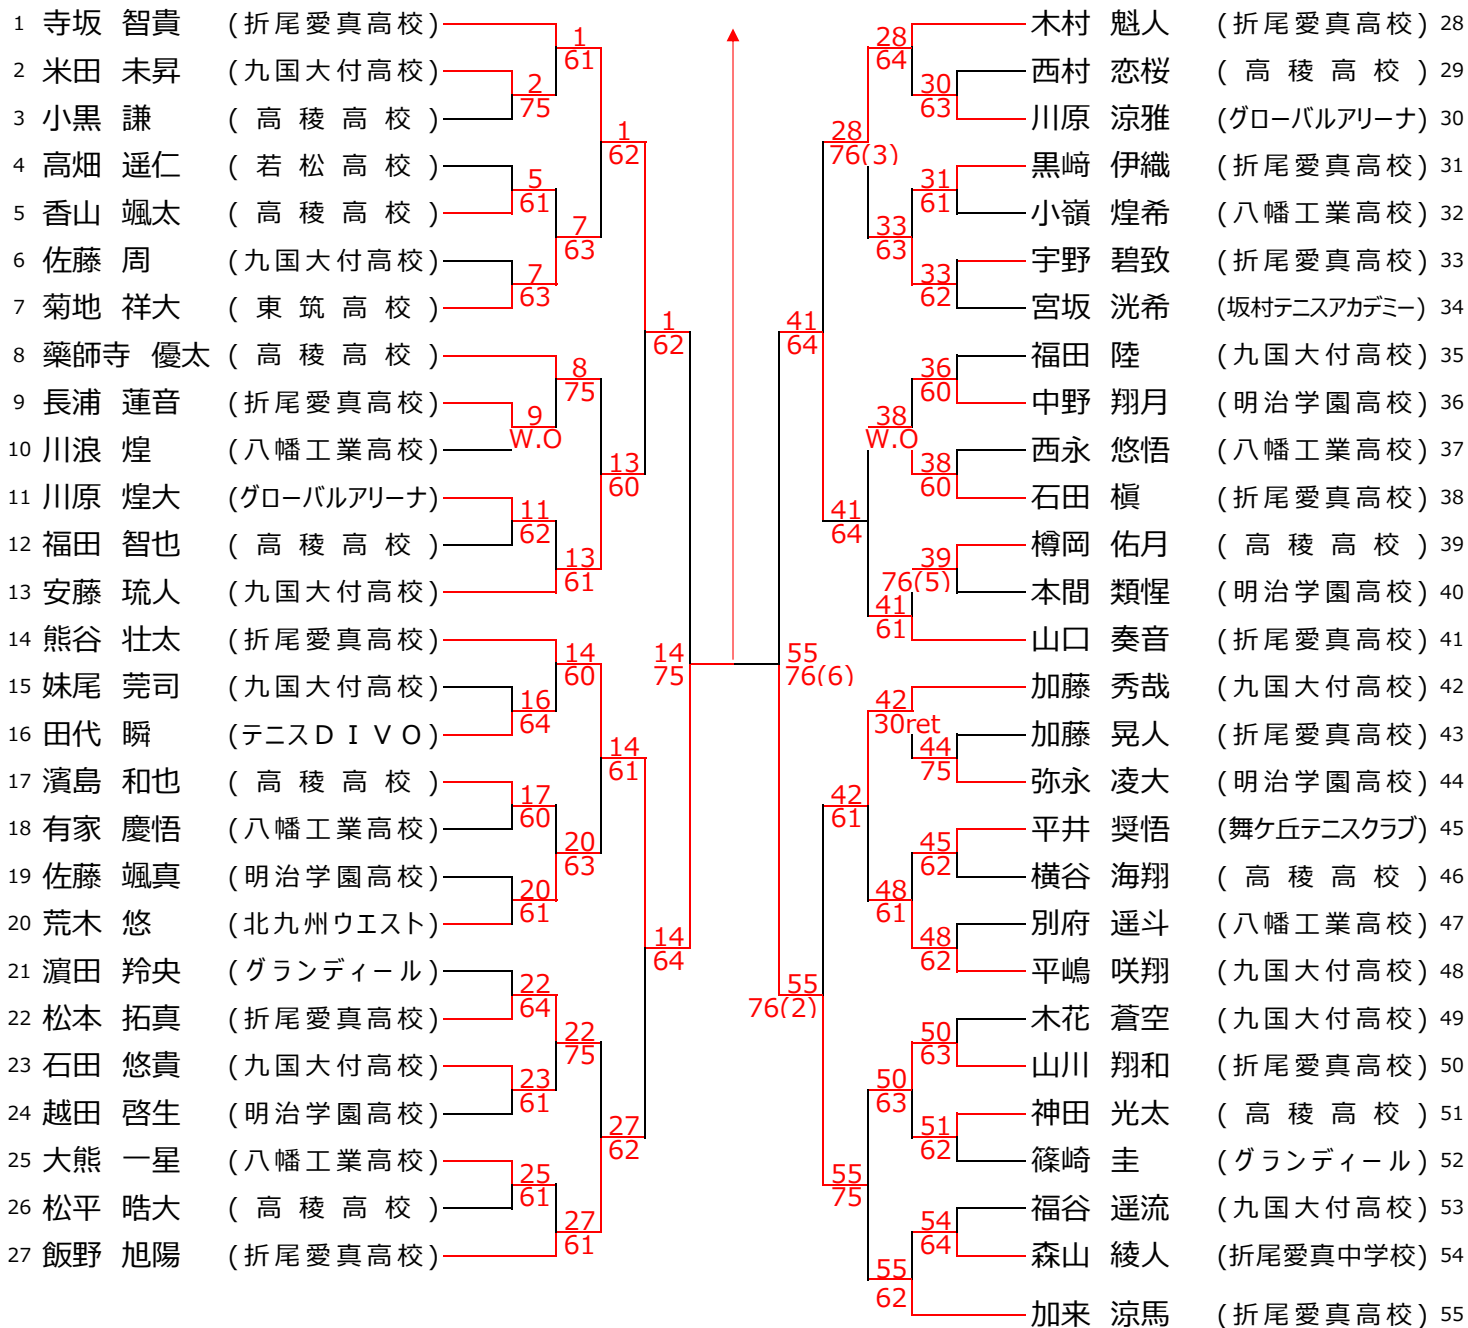 1 寺坂 智貴 (折尾愛真高校)
2 米田 未昇 (九国大付高校)
3 小黒 謙 (高稜高校)
4 高畑 遥仁 (若松高校)
5 香山 颯太 (高稜高校)
6 佐藤 周 (九国大付高校)
7 菊地 祥大 (東筑高校)
8 藥師寺 優太 (高稜高校)
9 長浦 蓮音 (折尾愛真高校)
10 川浪 煌 (八幡工業高校)
11 川原 煌大 (グローバルアリーナ)
12 福田 智也 (高稜高校)
13 安藤 琉人 (九国大付高校)
14 熊谷 壮太 (折尾愛真高校)
15 妹尾 莞司 (九国大付高校)
16 田代 瞬 (テニスDIVO)
17 濱島 和也 (高稜高校)
18 有家 慶悟 (八幡工業高校)
19 佐藤 颯真 (明治学園高校)
20 荒木 悠 (北九州ウエスト)
21 濵田 羚央 (グランディール)
22 松本 拓真 (折尾愛真高校)
23 石田 悠貴 (九国大付高校)
24 越田 啓生 (明治学園高校)
25 大熊 一星 (八幡工業高校)
26 松平 晧大 (高稜高校)
27 飯野 旭陽 (折尾愛真高校)
2
75
5
61
7
63
9
W.O
11
62
16
64
17
60
20
61
22
64
23
61
25
61
1
61
7
63
8
75
13
61
14
60
20
63
22
75
27
61
1
62
13
60
14
61
27
62
1
62
14
64
14
75
55
76(6)
41
64
55
76(2)
28
76(3)
41
64
42
61
55
75
28
64
33
63
38
W.O
41
61
42
30ret
48
61
50
63
55
62
30
63
31
61
33
62
36
60
38
60
39
76(5)
44
75
45
62
48
62
50
63
51
62
54
64
木村 魁人 (折尾愛真高校) 28
西村 恋桜 (高稜高校) 29
川原 涼雅 (グローバルアリーナ) 30
黒﨑 伊織 (折尾愛真高校) 31
小嶺 煌希 (八幡工業高校) 32
宇野 碧致 (折尾愛真高校) 33
宮坂 洸希 (坂村テニスアカデミー) 34
福田 陸 (九国大付高校) 35
中野 翔月 (明治学園高校) 36
西永 悠悟 (八幡工業高校) 37
石田 槇 (折尾愛真高校) 38
樽岡 佑月 (高稜高校) 39
本間 類惺 (明治学園高校) 40
山口 奏音 (折尾愛真高校) 41
加藤 秀哉 (九国大付高校) 42
加藤 晃人 (折尾愛真高校) 43
弥永 凌大 (明治学園高校) 44
平井 奨悟 (舞ケ丘テニスクラブ) 45
横谷 海翔 (高稜高校) 46
別府 遥斗 (八幡工業高校) 47
平嶋 咲翔 (九国大付高校) 48
木花 蒼空 (九国大付高校) 49
山川 翔和 (折尾愛真高校) 50
神田 光太 (高稜高校) 51
篠崎 圭 (グランディール) 52
福谷 遥流 (九国大付高校) 53
森山 綾人 (折尾愛真中学校) 54
加来 涼馬 (折尾愛真高校) 55